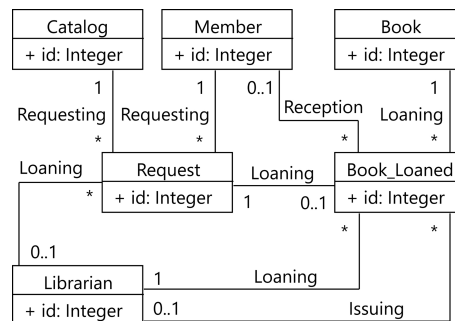 Catalog
+ id: Integer
Member
+ id: Integer
Book
+ id: Integer
1
1
0..1
1
Requesting
Requesting
Reception
Loaning
*
*
*
*
Loaning
Request
+ id: Integer
Loaning
Book_Loaned
+ id: Integer
*
1
0..1
*
*
0..1
Librarian
+ id: Integer
1
Loaning
0..1
Issuing